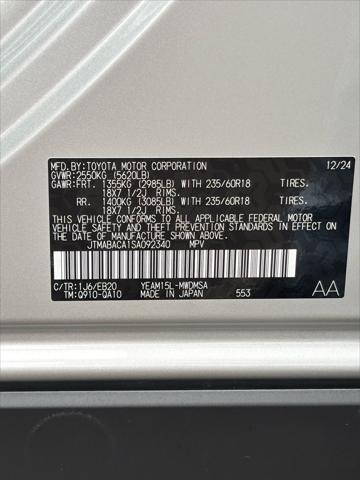 MFD.BY:TOYOTA MOTOR CORPORATION 12/24
GVWR:2550KG (5620LB)
GAWR:FRT. 1355KG (2985LB) WITH 235/60R18 TIRES.
18X7 1/2J RIMS.
RR. 1400KG (3085LB) WITH 235/60R18 TIRES.
18X7 1/2J RIMS.
THIS VEHICLE CONFORMS TO ALL APPLICABLE FEDERAL MOTOR
VEHICLE SAFETY AND THEFT PREVENTION STANDARDS IN EFFECT ON
THE DATE OF MANUFACTURE SHOWN ABOVE.
JTMABACA1SA092340 MPV
C/TR:1J6/EB20 YEAM15L-MWDMSA
TM:Q910-QA10 MADE IN JAPAN 553 AA